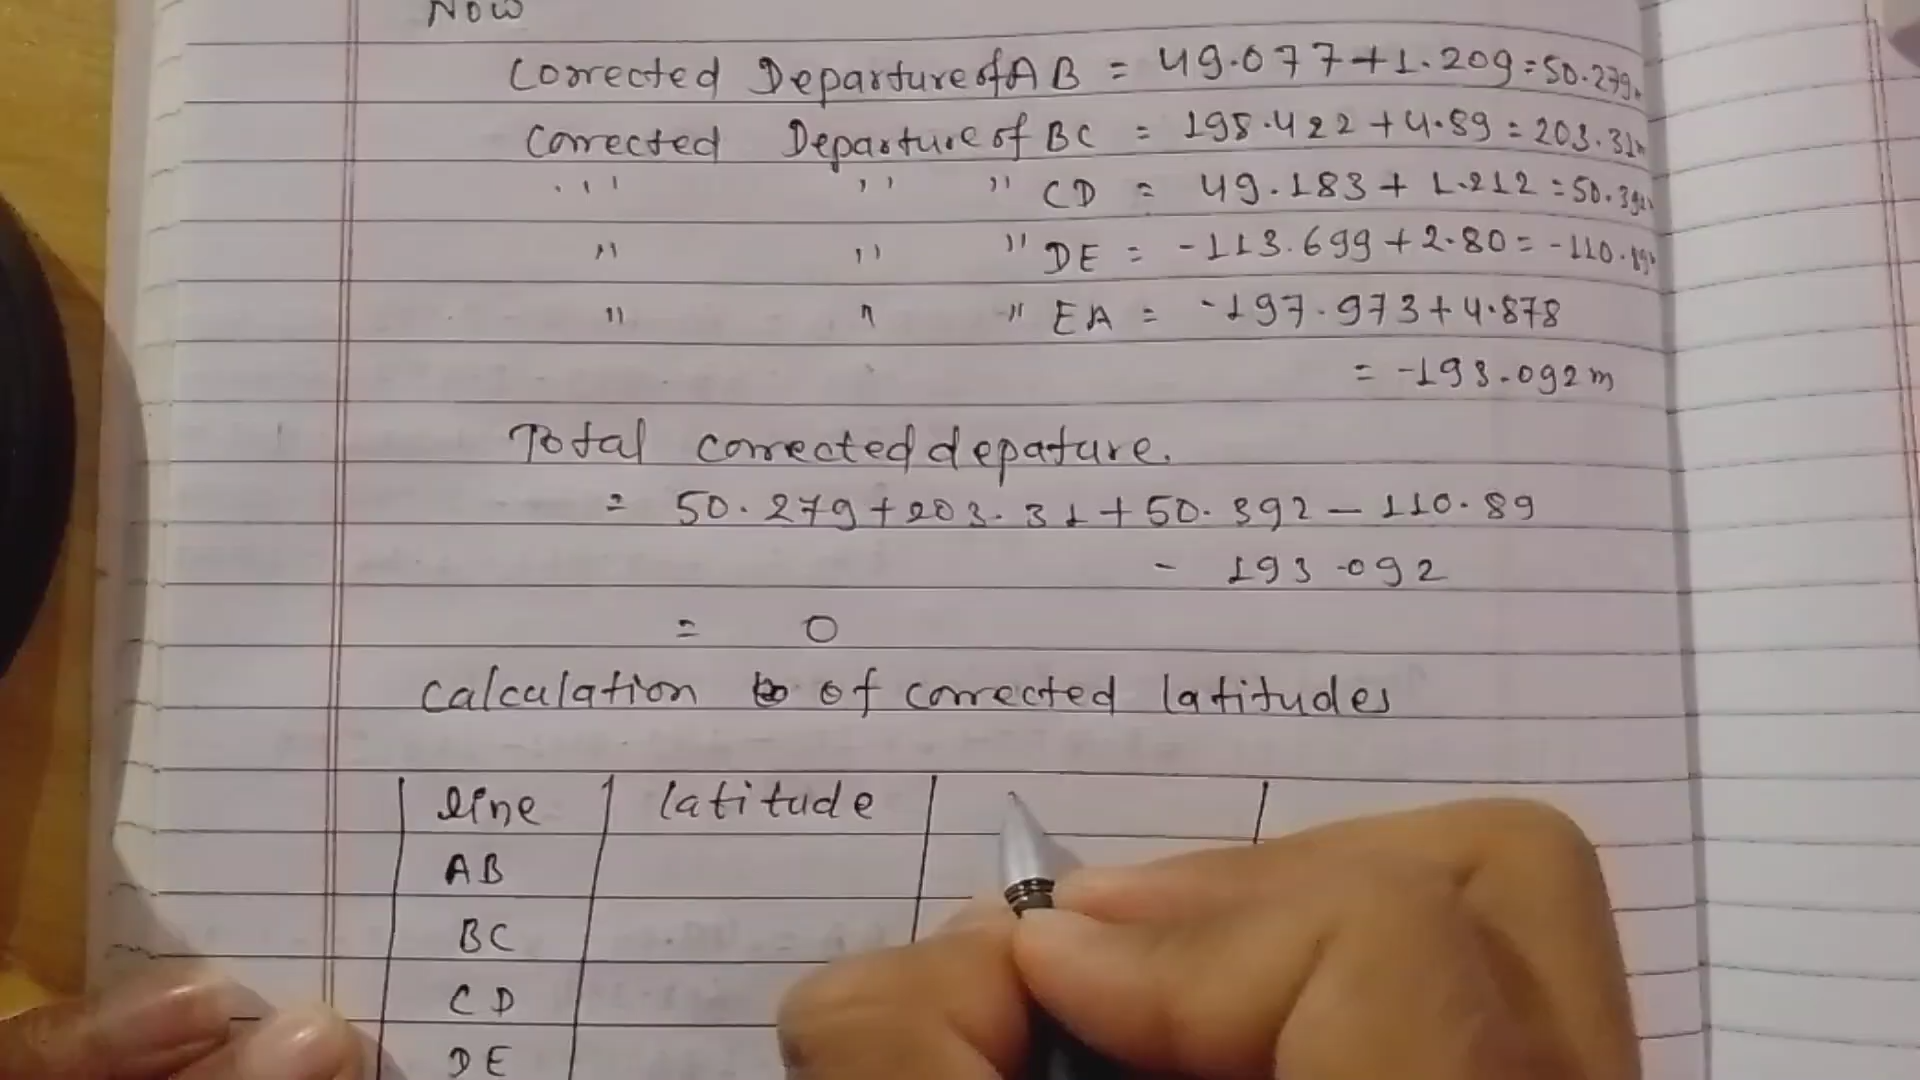 Now
Corrected Departure of AB = 49.077 + 1.209 = 50.279
Corrected Departure of BC = 198.422 + 4.89 = 203.31
,, ,, ,, CD = 49.183 + 1.212 = 50.392
,, ,, ,, DE = -113.699 + 2.80 = -110.89
,, ,, ,, EA = -197.973 + 4.878
= -193.092 m
Total corrected depature.
= 50.279 + 203.31 + 50.392 - 110.89
- 193.092
= 0
Calculation of corrected latitudes
line latitude
AB
BC
CD
DE